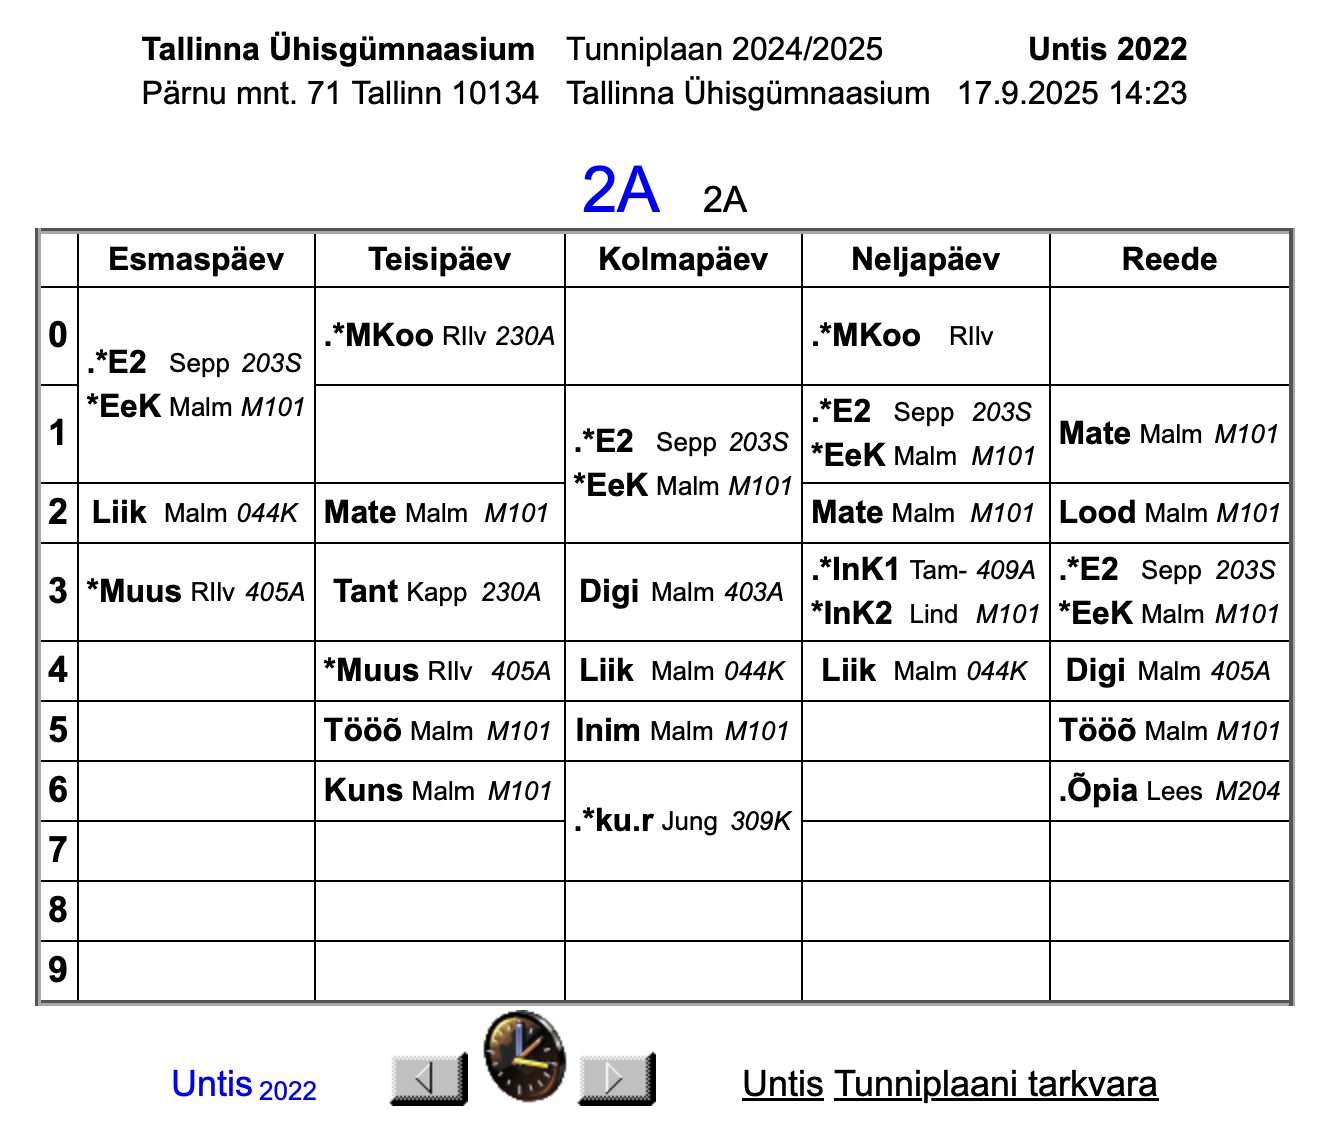 Tallinna Ühisgümnaasium Tunniplaan 2024/2025 Untis 2022
Pärnu mnt. 71 Tallinn 10134 Tallinna Ühisgümnaasium 17.9.2025 14:23
2A 2A
Esmaspäev Teisipäev Kolmapäev Neljapäev Reede
0
.*E2 Sepp 203S
*EeK Malm M101
.*MKoo RIlv 230A
.*MKoo RIlv
1
.*E2 Sepp 203S
*EeK Malm M101
.*E2 Sepp 203S
*EeK Malm M101
Mate Malm M101
2 Liik Malm 044K Mate Malm M101 Mate Malm M101 Lood Malm M101
3 *Muus RIlv 405A Tant Kapp 230A Digi Malm 403A
.*InK1 Tam- 409A
*InK2 Lind M101
.*E2 Sepp 203S
*EeK Malm M101
4 *Muus RIlv 405A Liik Malm 044K Liik Malm 044K Digi Malm 405A
5 Tööõ Malm M101 Inim Malm M101 Tööõ Malm M101
6 Kuns Malm M101 .*ku.r Jung 309K .Õpia Lees M204
7
8
9
Untis 2022 Untis Tunniplaani tarkvara